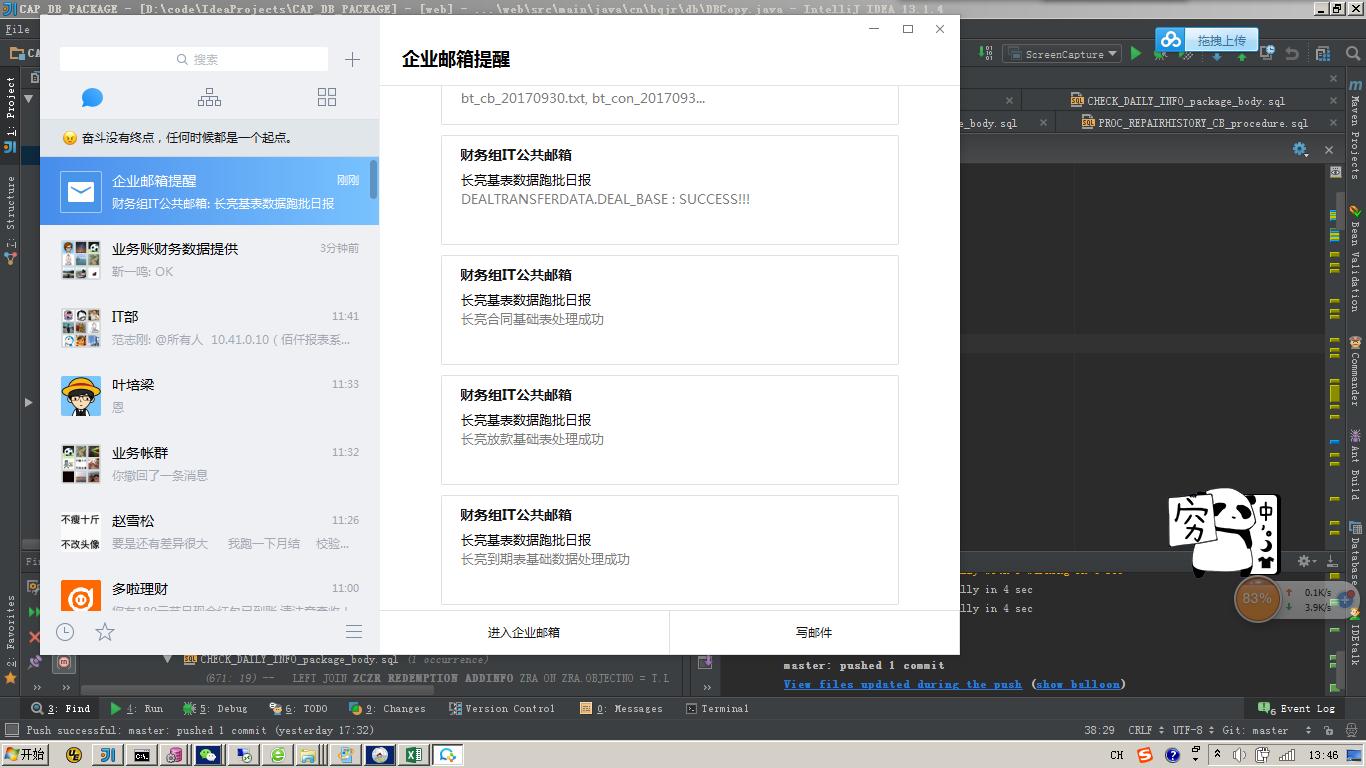 CAP_DB_PACKAGE - [D:\code\IdeaProjects\CAP_DB_PACKAGE] - [web] - ...\web\src\main\java\cn\bqjr\db\DBCopy.java - IntelliJ IDEA 13.1.4
File
搜索
奋斗没有终点，任何时候都是一个起点。
企业邮箱提醒
刚刚
财务组IT公共邮箱: 长亮基表数据跑批日报
业务账财务数据提供
3分钟前
靳一鸣: OK
IT部
11:41
范志刚: @所有人 10.41.0.10（佰仟报表系...
叶培梁
11:33
恩
业务帐群
11:32
你撤回了一条消息
不瘦十斤
不改头像
赵雪松
11:26
要是还有差异很大 我跑一下月结 校验...
多啦理财
11:00
企业邮箱提醒
bt_cb_20170930.txt, bt_con_2017093...
财务组IT公共邮箱
长亮基表数据跑批日报
DEALTRANSFERDATA.DEAL_BASE : SUCCESS!!!
财务组IT公共邮箱
长亮基表数据跑批日报
长亮合同基础表处理成功
财务组IT公共邮箱
长亮基表数据跑批日报
长亮放款基础表处理成功
财务组IT公共邮箱
长亮基表数据跑批日报
长亮到期表基础数据处理成功
进入企业邮箱
写邮件
拖拽上传
ScreenCapture
CHECK_DAILY_INFO_package_body.sql
e_body.sql
PROC_REPAIRHISTORY_CB_procedure.sql
1: Project
7: Structure
2: Favorites
Maven Projects
Bean Validation
Commander
Ant Build
Database
IDEtalk
穷
中
83%
0.1K/s
3.9K/s
lly in 4 sec
lly in 4 sec
master: pushed 1 commit
View files updated during the push (show balloon)
CHECK_DAILY_INFO_package_body.sql (1 occurrence)
(671: 19) -- LEFT JOIN ZCZR_REDEMPTION_ADDINFO ZRA ON ZRA.OBJECTNO = T.L
3: Find
4: Run
5: Debug
6: TODO
9: Changes
Version Control
0: Messages
Terminal
6 Event Log
Push successful: master: pushed 1 commit (yesterday 17:32)
38:29
CRLF
UTF-8
Git: master
开始
CH
13:46